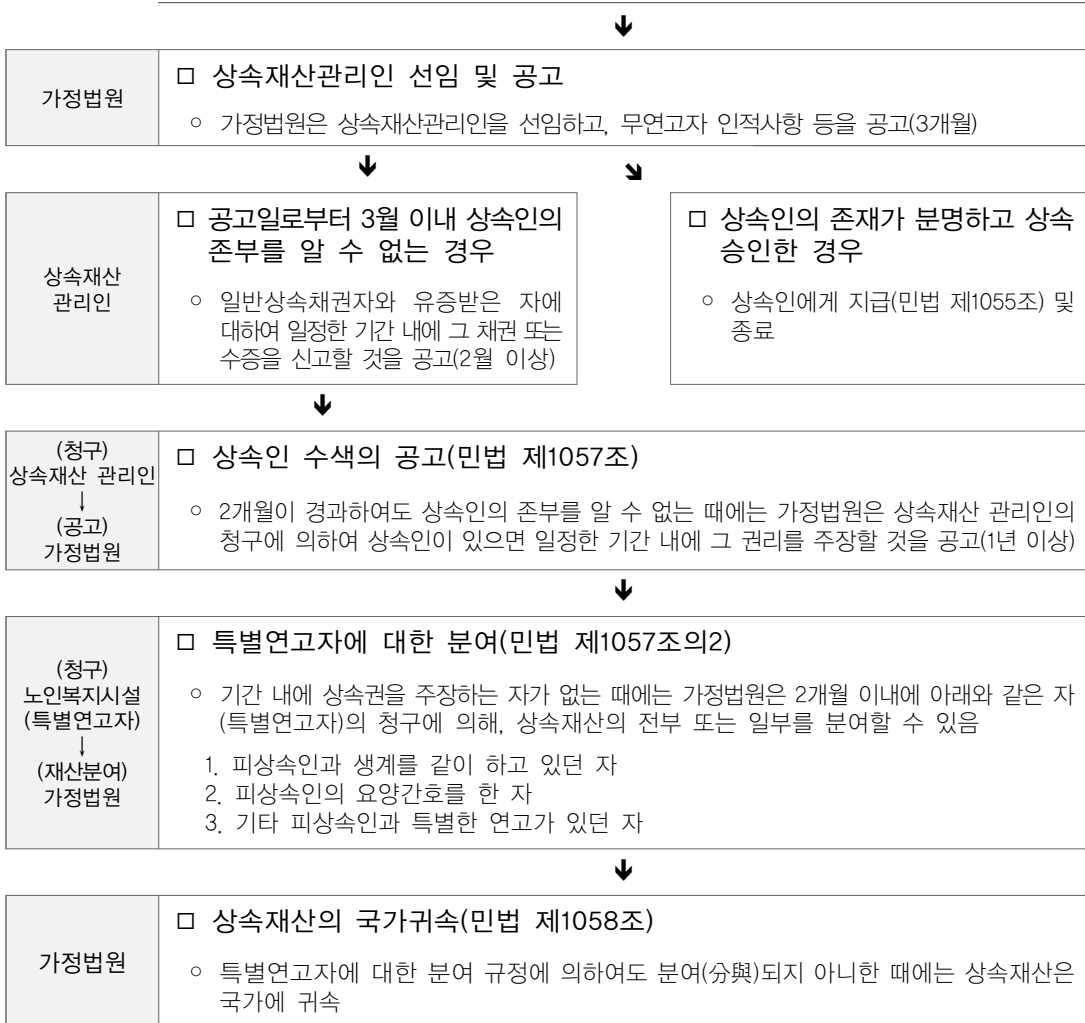 가정법원
□ 상속재산관리인 선임 및 공고
○ 가정법원은 상속재산관리인을 선임하고, 무연고자 인적사항 등을 공고(3개월)
상속재산
관리인
□ 공고일로부터 3월 이내 상속인의
존부를 알 수 없는 경우
○ 일반상속채권자와 유증받은 자에
대하여 일정한 기간 내에 그 채권 또는
수증을 신고할 것을 공고(2월 이상)
□ 상속인의 존재가 분명하고 상속
승인한 경우
○ 상속인에게 지급(민법 제1055조) 및
종료
(청구)
상속재산 관리인
↓
(공고)
가정법원
□ 상속인 수색의 공고(민법 제1057조)
○ 2개월이 경과하여도 상속인의 존부를 알 수 없는 때에는 가정법원은 상속재산 관리인의
청구에 의하여 상속인이 있으면 일정한 기간 내에 그 권리를 주장할 것을 공고(1년 이상)
(청구)
노인복지시설
(특별연고자)
↓
(재산분여)
가정법원
□ 특별연고자에 대한 분여(민법 제1057조의2)
○ 기간 내에 상속권을 주장하는 자가 없는 때에는 가정법원은 2개월 이내에 아래와 같은 자
(특별연고자)의 청구에 의해, 상속재산의 전부 또는 일부를 분여할 수 있음
1. 피상속인과 생계를 같이 하고 있던 자
2. 피상속인의 요양간호를 한 자
3. 기타 피상속인과 특별한 연고가 있던 자
가정법원
□ 상속재산의 국가귀속(민법 제1058조)
○ 특별연고자에 대한 분여 규정에 의하여도 분여(分與)되지 아니한 때에는 상속재산은
국가에 귀속